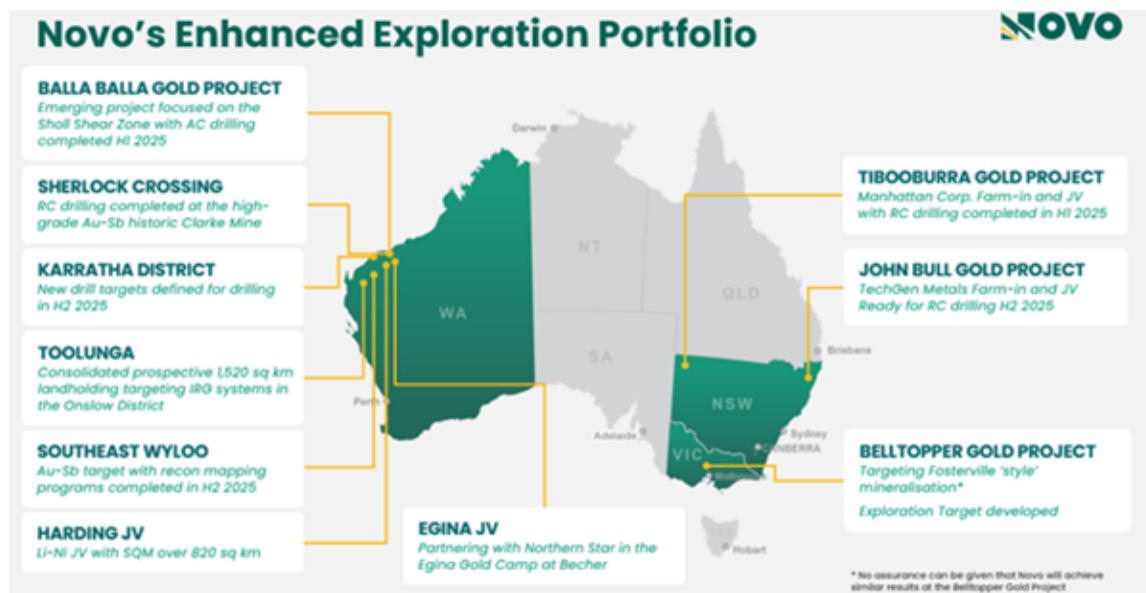 Novo's Enhanced Exploration Portfolio
NOVO
BALLA BALLA GOLD PROJECT
Emerging project focused on the
Sholl Shear Zone with AC drilling
completed H1 2025
SHERLOCK CROSSING
RC drilling completed at the high-
grade Au-Sb historic Clarke Mine
KARRATHA DISTRICT
New drill targets defined for drilling
in H2 2025
TOOLUNGA
Consolidated prospective 1,520 sq km
landholding targeting IRG systems in
the Onslow District
SOUTHEAST WYLOO
Au-Sb target with recon mapping
programs completed in H2 2025
HARDING JV
Li-Ni JV with SQM over 820 sq km
EGINA JV
Partnering with Northern Star in the
Egina Gold Camp at Becher
Darwin
NT
QLD
WA
SA
Perth
Brisbane
NSW
Adelaide
Sydney
CANBERRA
VIC
Melbourne
Hobart
TIBOOBURRA GOLD PROJECT
Manhattan Corp. Farm-in and JV
with RC drilling completed in H1 2025
JOHN BULL GOLD PROJECT
TechGen Metals Farm-in and JV
Ready for RC drilling H2 2025
BELLTOPPER GOLD PROJECT
Targeting Fosterville 'style'
mineralisation*
Exploration Target developed
* No assurance can be given that Novo will achieve
similar results at the Belltopper Gold Project